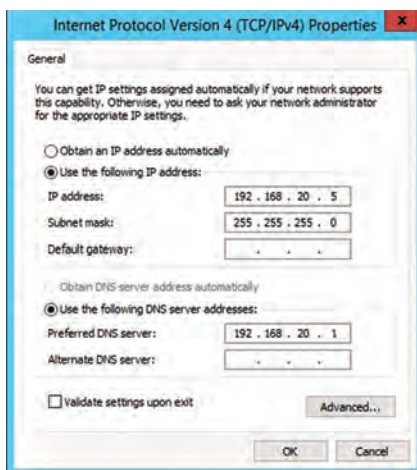 Internet Protocol Version 4 (TCP/IPv4) Properties
x
General
You can get IP settings assigned automatically if your network supports
this capability. Otherwise, you need to ask your network administrator
for the appropriate IP settings.
Obtain an IP address automatically
Use the following IP address:
IP address: 192 . 168 . 20 . 5
Subnet mask: 255 . 255 . 255 . 0
Default gateway: . . .
Obtain DNS server address automatically
Use the following DNS server addresses:
Preferred DNS server: 192 . 168 . 20 . 1
Alternate DNS server: . . .
Validate settings upon exit
Advanced...
OK Cancel